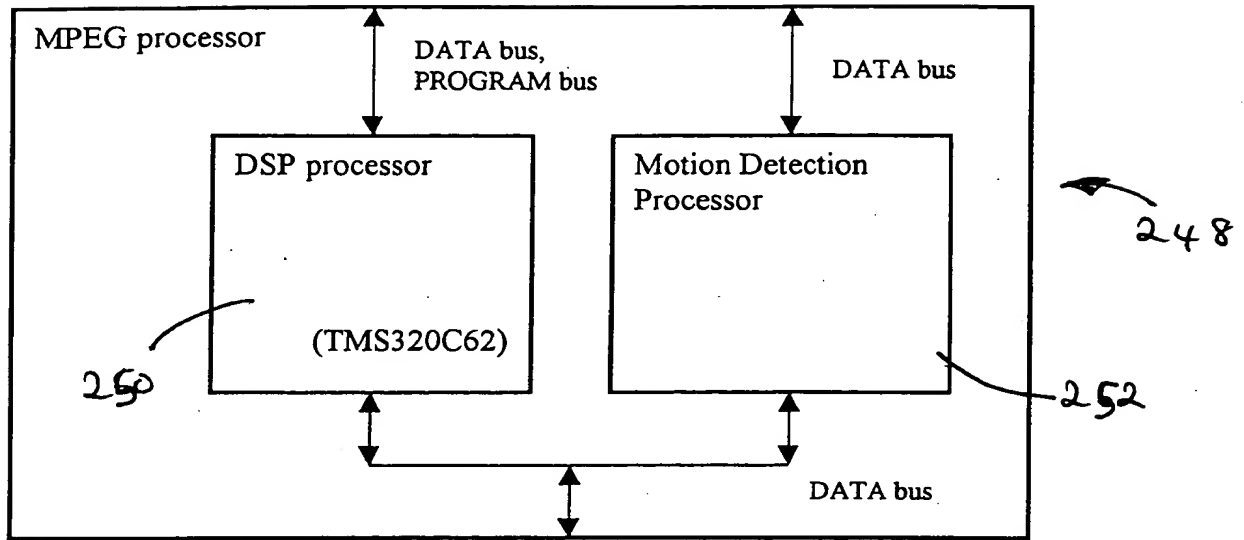 MPEG processor
DATA bus,
PROGRAM bus
DATA bus
DSP processor
(TMS320C62)
Motion Detection
Processor
248
250
252
DATA bus